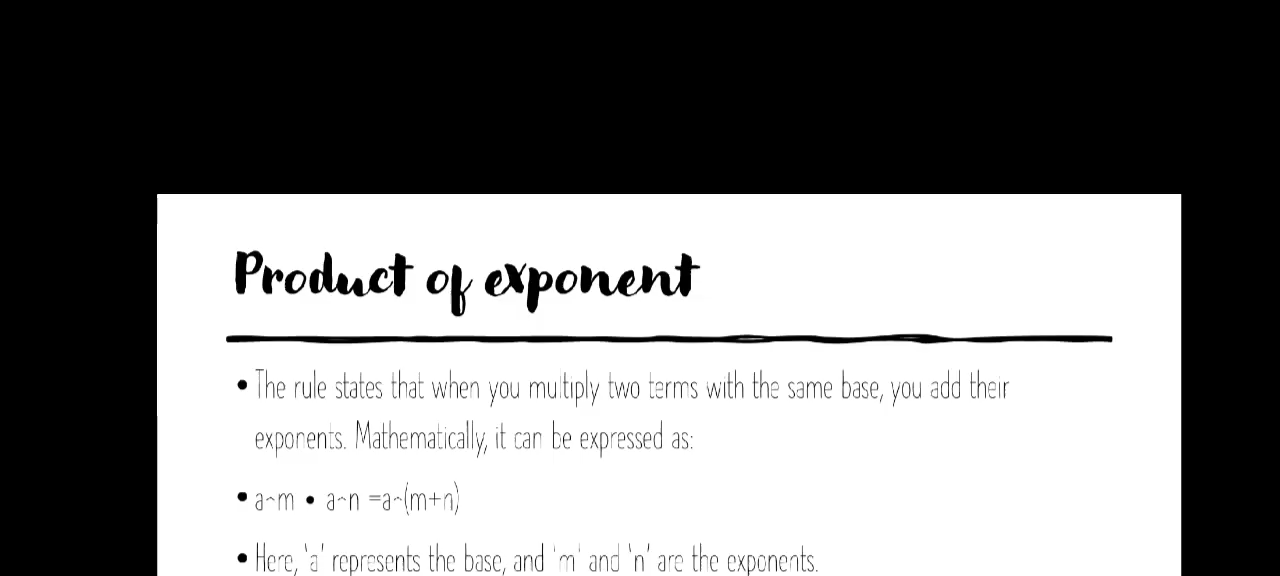 Product of exponent
• The rule states that when you multiply two terms with the same base, you add their
exponents. Mathematically, it can be expressed as:
• a^m • a^n =a^(m+n)
• Here, 'a' represents the base, and 'm' and 'n' are the exponents.